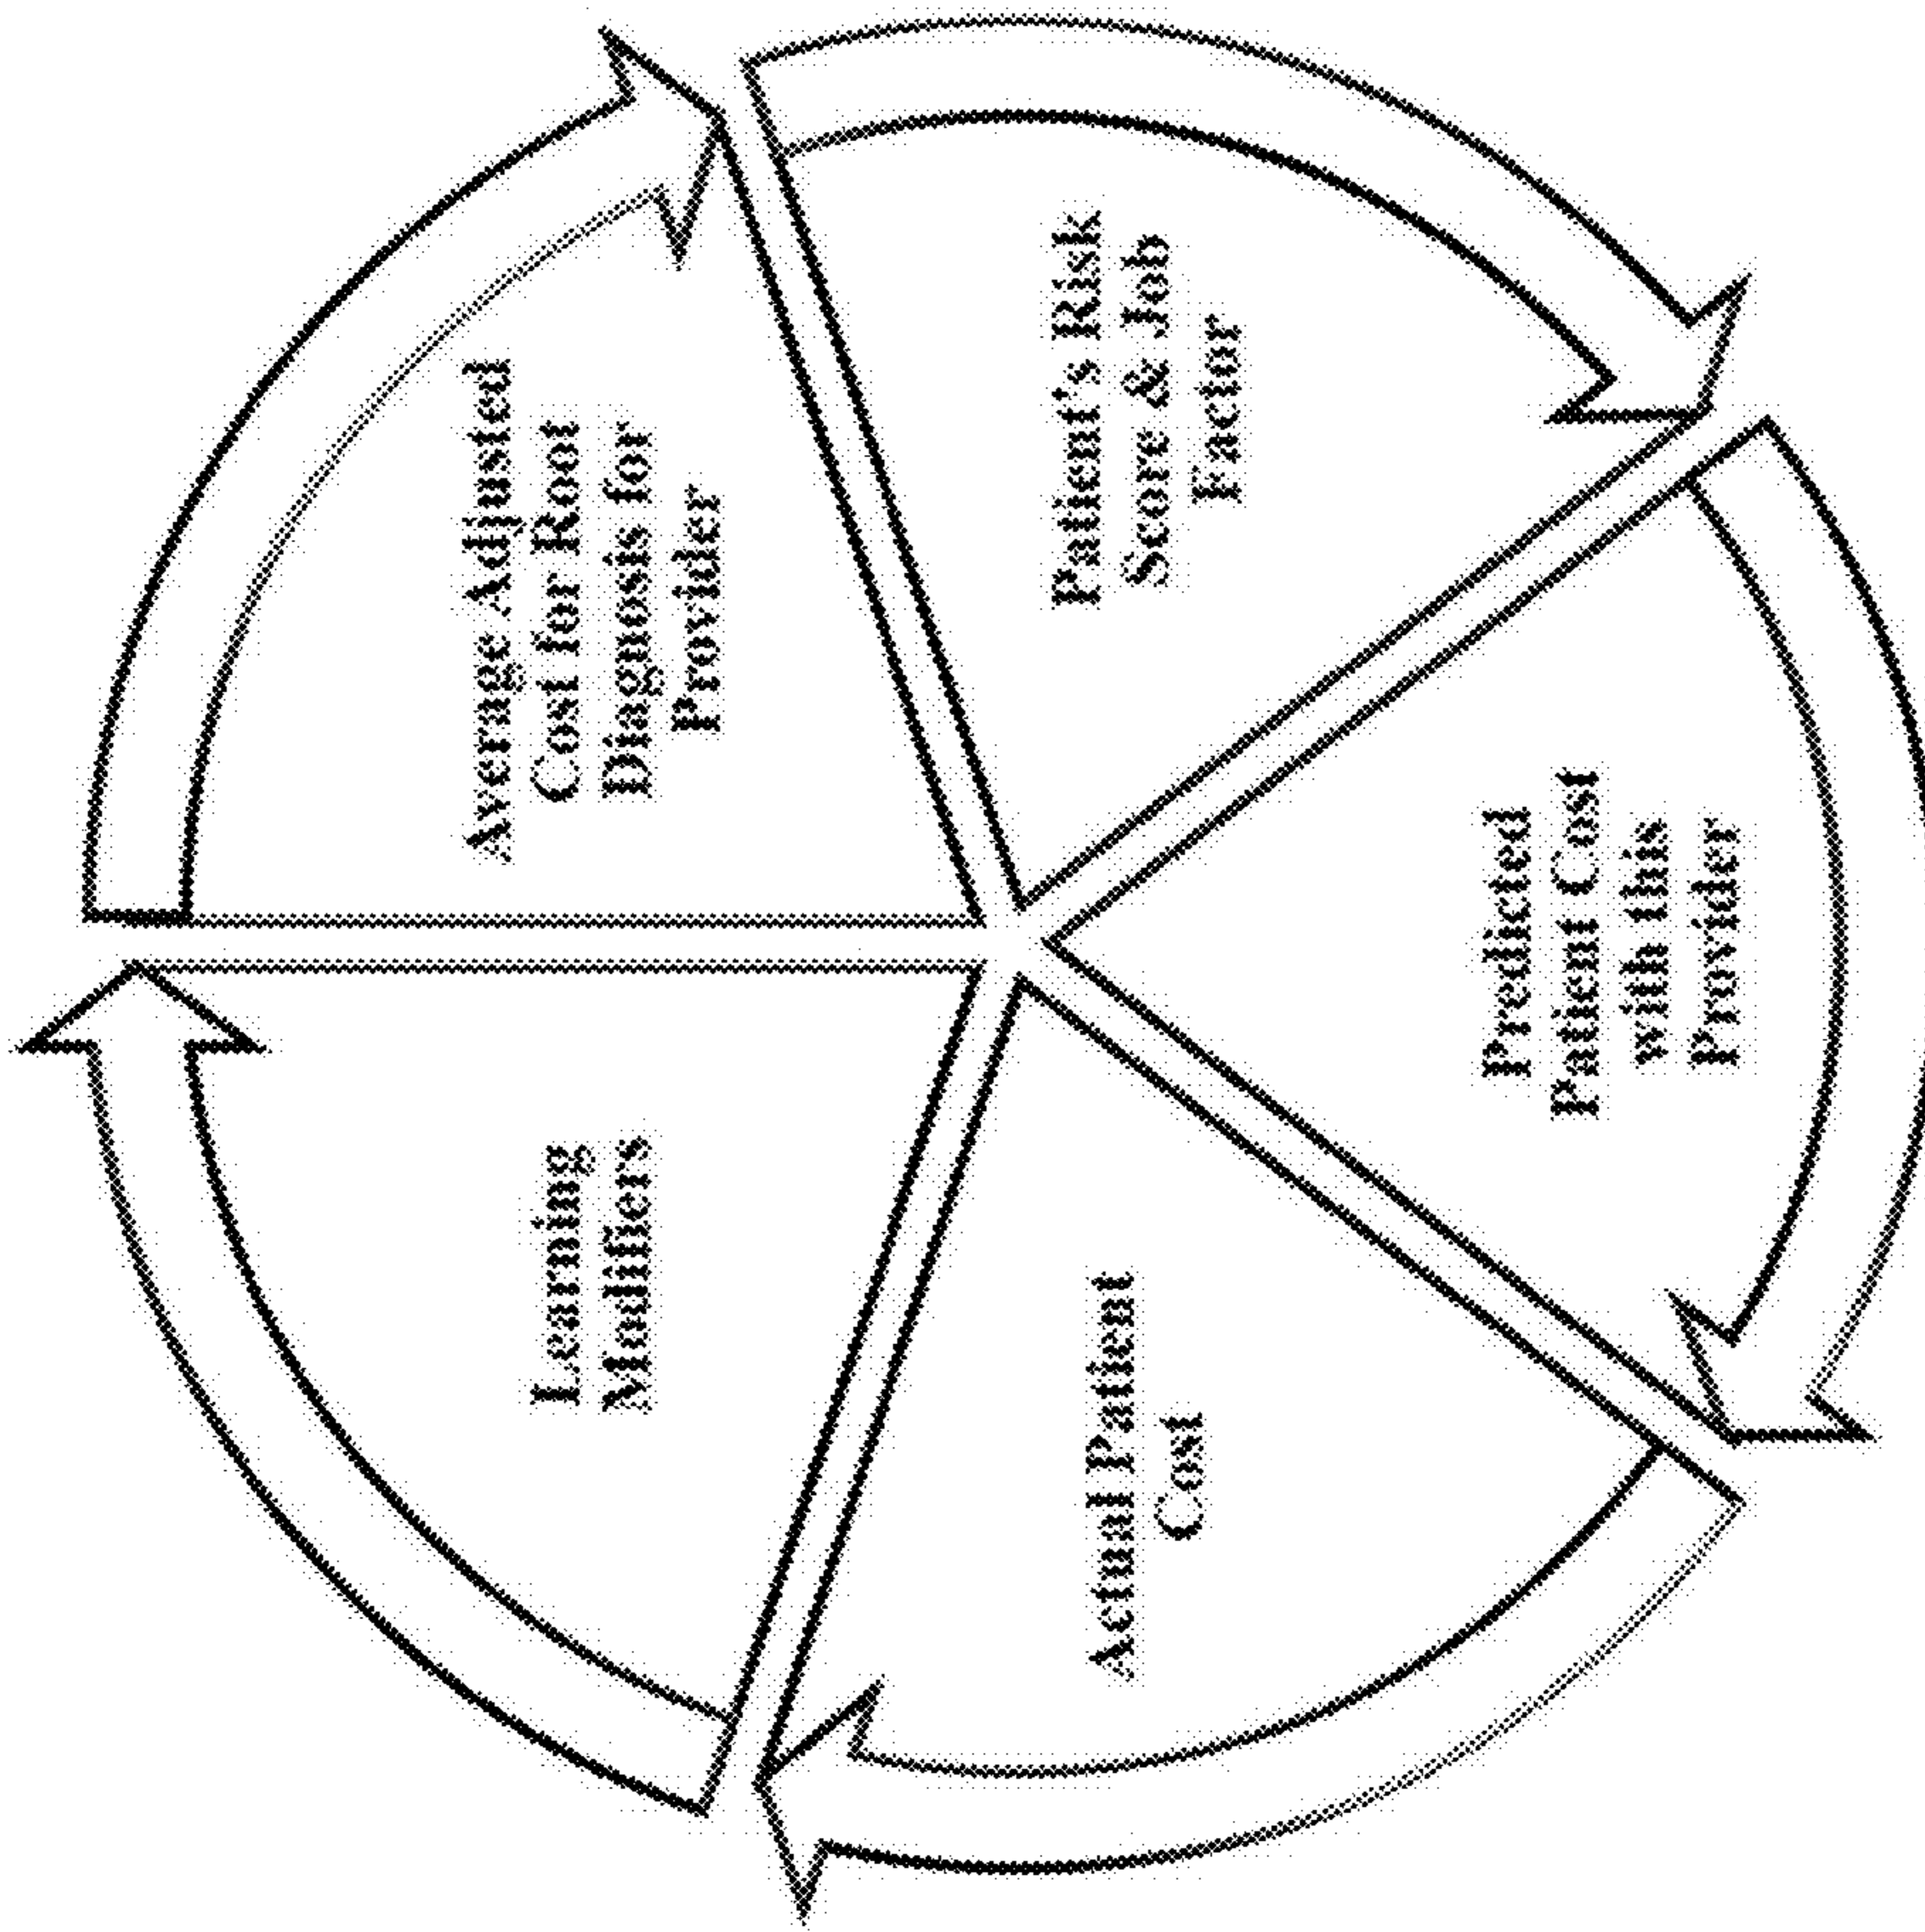 Average Adjusted
Cost for Root
Diagnosis for
Provider
Patient's Risk
Score & Job
Factor
Predicted
Patient Cost
with this
Provider
Actual Patient
Cost
Learning
Modifiers